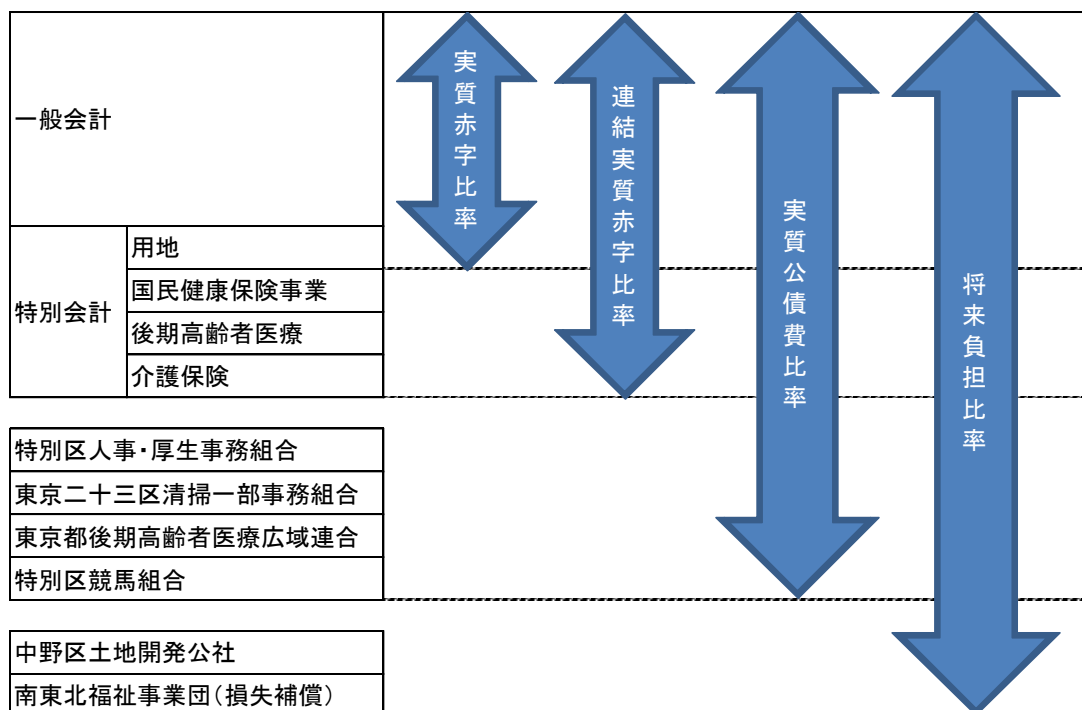 一般会計
特別会計
用地
国民健康保険事業
後期高齢者医療
介護保険
特別区人事・厚生事務組合
東京二十三区清掃一部事務組合
東京都後期高齢者医療広域連合
特別区競馬組合
中野区土地開発公社
南東北福祉事業団(損失補償)
実質赤字比率
連結実質赤字比率
実質公債費比率
将来負担比率